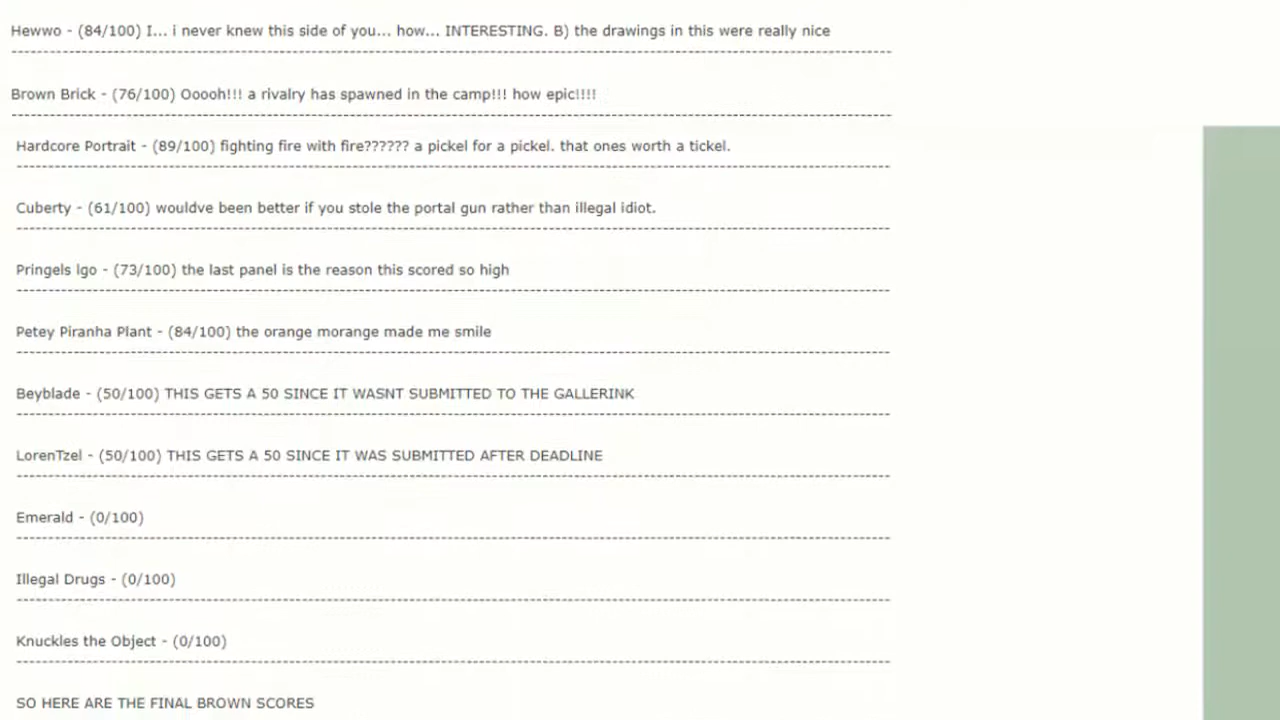 Hewwo - (84/100) I... i never knew this side of you... how... INTERESTING. B) the drawings in this were really nice
Brown Brick - (76/100) Ooooh!!! a rivalry has spawned in the camp!!! how epic!!!!
Hardcore Portrait - (89/100) fighting fire with fire?????? a pickel for a pickel. that ones worth a tickel.
Cuberty - (61/100) wouldve been better if you stole the portal gun rather than illegal idiot.
Pringels lgo - (73/100) the last panel is the reason this scored so high
Petey Piranha Plant - (84/100) the orange morange made me smile
Beyblade - (50/100) THIS GETS A 50 SINCE IT WASNT SUBMITTED TO THE GALLERINK
LorenTzel - (50/100) THIS GETS A 50 SINCE IT WAS SUBMITTED AFTER DEADLINE
Emerald - (0/100)
Illegal Drugs - (0/100)
Knuckles the Object - (0/100)
SO HERE ARE THE FINAL BROWN SCORES